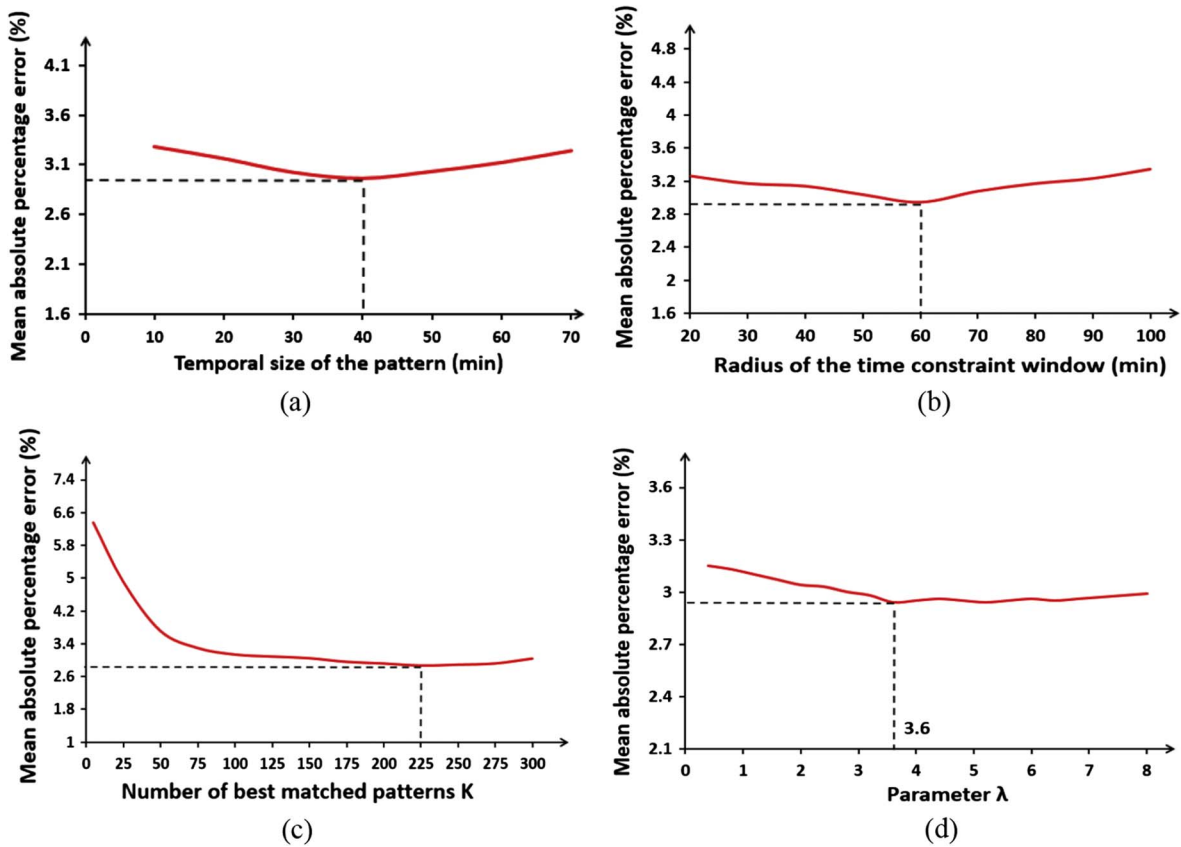 Mean absolute percentage error (%)
4.1
3.6
3.1
2.6
2.1
1.6
0 10 20 30 40 50 60 70
Temporal size of the pattern (min)
(a)
Mean absolute percentage error (%)
4.8
4.4
4
3.6
3.2
2.8
2.4
2
1.6
20 30 40 50 60 70 80 90 100
Radius of the time constraint window (min)
(b)
Mean absolute percentage error (%)
7.4
6.6
5.8
5
4.2
3.4
2.6
1.8
1
0 25 50 75 100 125 150 175 200 225 250 275 300
Number of best matched patterns K
(c)
Mean absolute percentage error (%)
3.6
3.3
3
2.7
2.4
2.1
3.6
0 1 2 3 4 5 6 7 8
Parameter λ
(d)